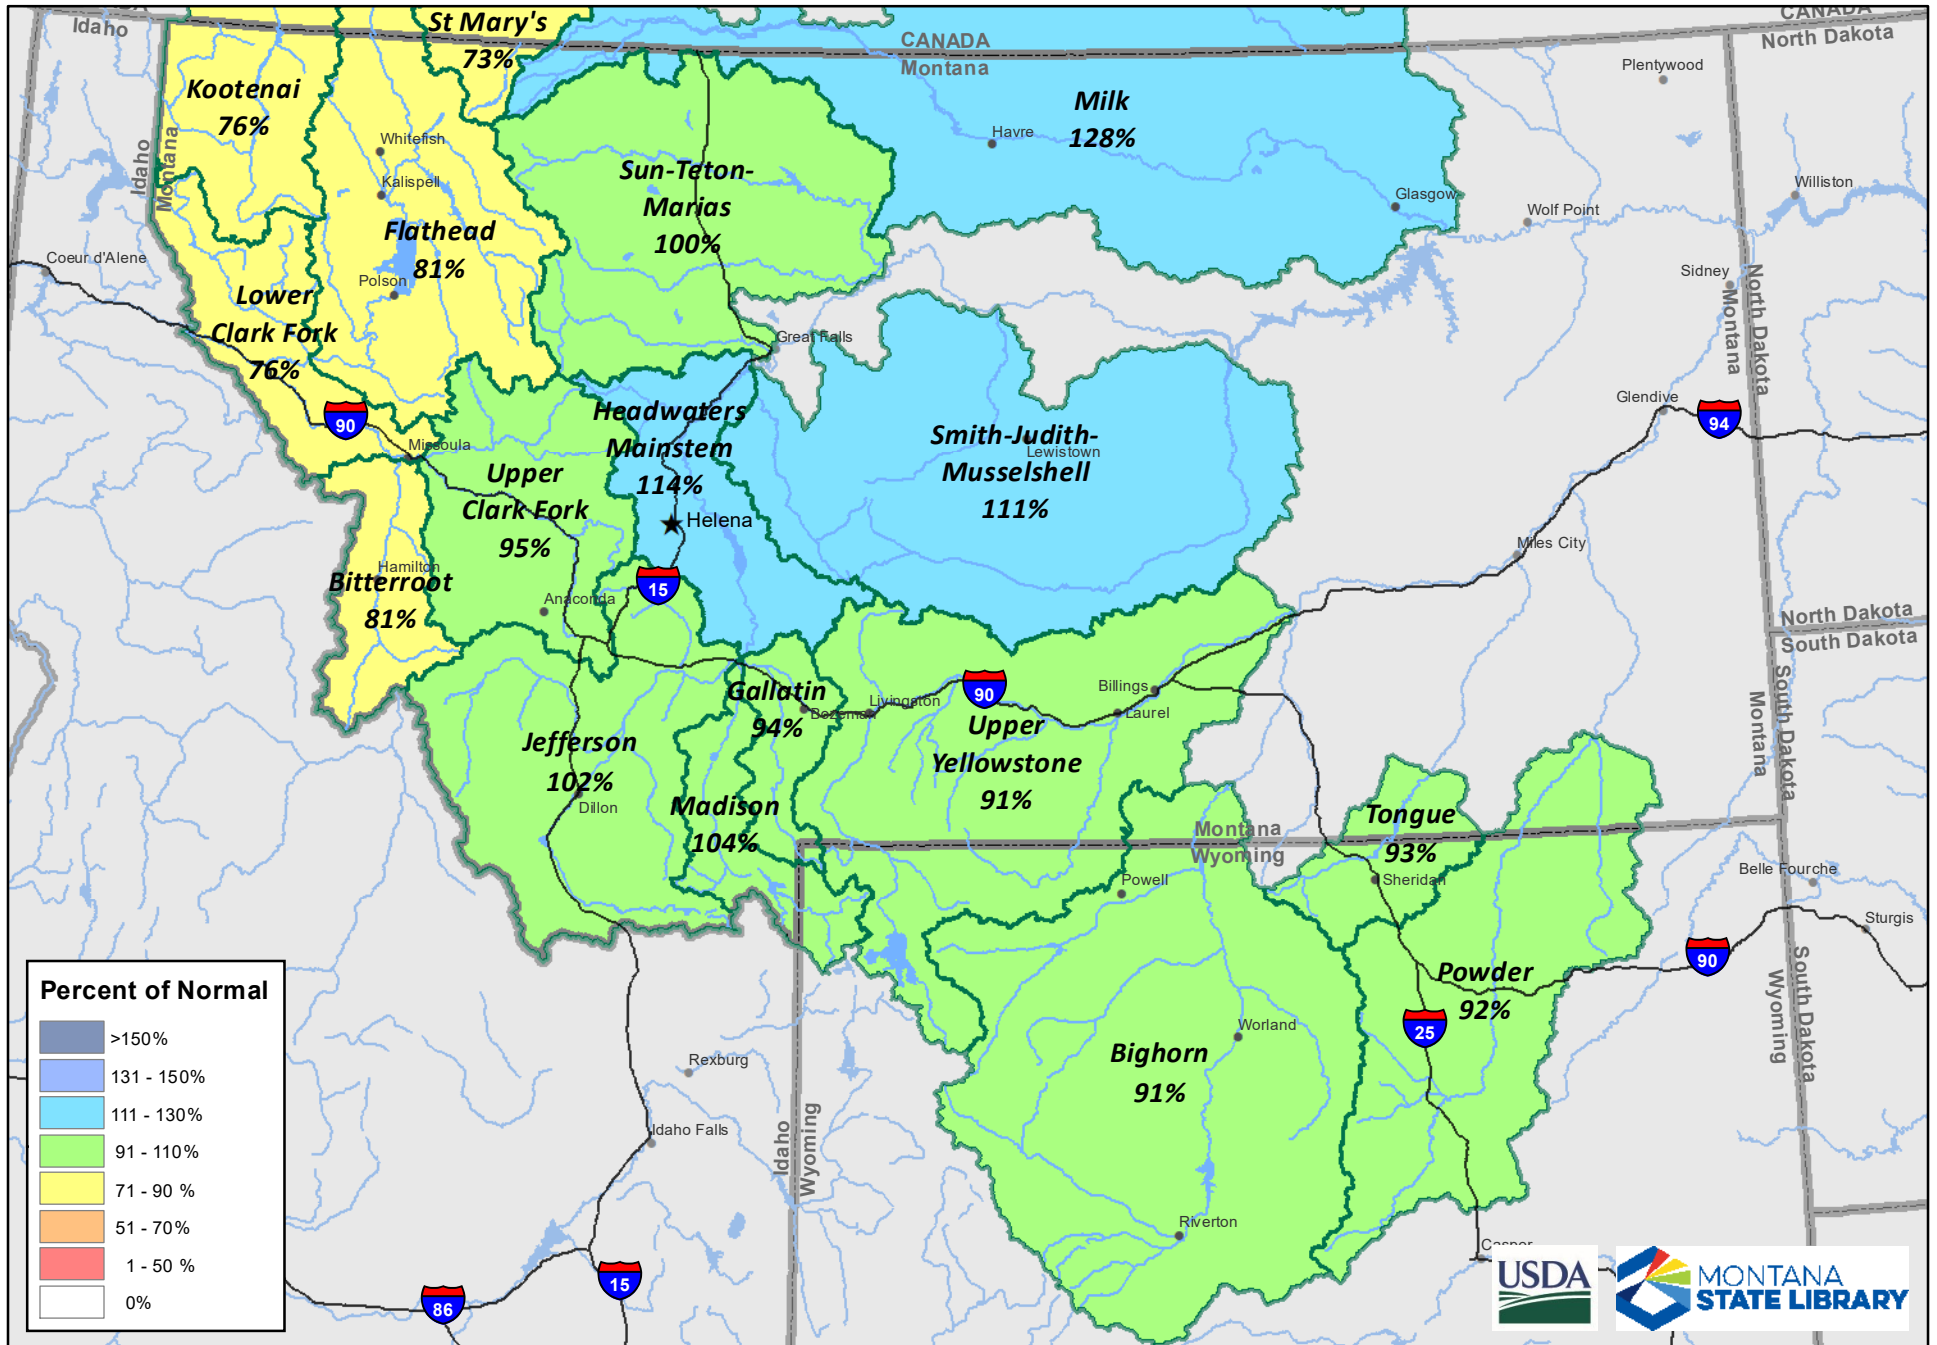 CANADA
Idaho
St Mary's
73%
CANADA
Montana
CANADA
North Dakota
Kootenai
76%
Plentywood
Milk
128%
Havre
Whitefish
Idaho
Montana
Kalispell
Sun-Teton-
Marias
100%
Glasgow
Williston
Wolf Point
Flathead
81%
Coeur d'Alene
Polson
Sidney
Montana
North Dakota
Lower
Clark Fork
76%
Great Falls
90
Missoula
Headwaters
Mainstem
114%
Helena
Smith-Judith-
Lewistown
Musselshell
111%
Glendive
94
Upper
Clark Fork
95%
Miles City
Hamilton
Bitterroot
81%
Anaconda
15
North Dakota
South Dakota
Gallatin
94%
Bozeman
Livingston
90
Billings
Laurel
Upper
Yellowstone
91%
Montana
South Dakota
Jefferson
102%
Dillon
Madison
104%
Montana
Wyoming
Tongue
93%
Sheridan
Powell
Belle Fourche
Sturgis
90
Powder
92%
25
South Dakota
Wyoming
Worland
Bighorn
91%
Rexburg
Idaho Falls
Idaho
Wyoming
Riverton
Casper
15
86
Percent of Normal
>150%
131 - 150%
111 - 130%
91 - 110%
71 - 90 %
51 - 70%
1 - 50 %
0%
USDA
MONTANA
STATE LIBRARY